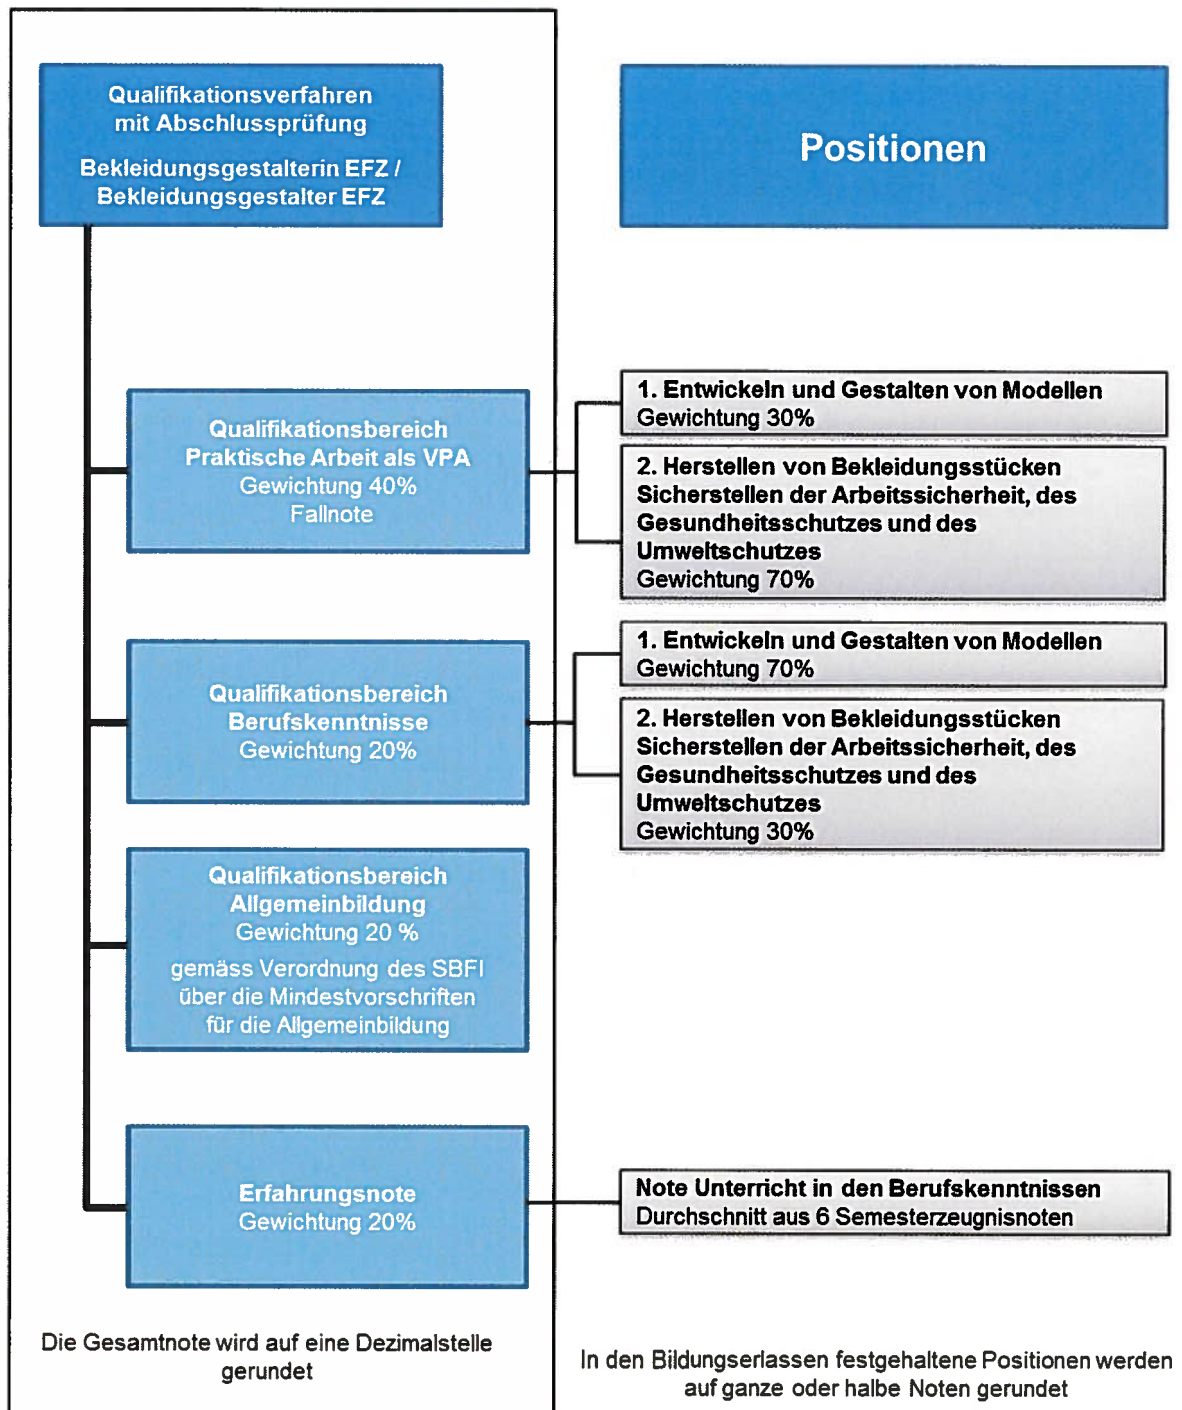 Qualifikationsverfahren
mit Abschlussprüfung
Bekleidungsgestalterin EFZ /
Bekleidungsgestalter EFZ
Positionen
Qualifikationsbereich
Praktische Arbeit als VPA
Gewichtung 40%
Fallnote
1. Entwickeln und Gestalten von Modellen
Gewichtung 30%
2. Herstellen von Bekleidungsstücken
Sicherstellen der Arbeitssicherheit, des
Gesundheitsschutzes und des
Umweltschutzes
Gewichtung 70%
Qualifikationsbereich
Berufskenntnisse
Gewichtung 20%
1. Entwickeln und Gestalten von Modellen
Gewichtung 70%
2. Herstellen von Bekleidungsstücken
Sicherstellen der Arbeitssicherheit, des
Gesundheitsschutzes und des
Umweltschutzes
Gewichtung 30%
Qualifikationsbereich
Allgemeinbildung
Gewichtung 20 %
gemäss Verordnung des SBFI
über die Mindestvorschriften
für die Allgemeinbildung
Erfahrungsnote
Gewichtung 20%
Note Unterricht in den Berufskenntnissen
Durchschnitt aus 6 Semesterzeugnisnoten
Die Gesamtnote wird auf eine Dezimalstelle
gerundet
In den Bildungserlassen festgehaltene Positionen werden
auf ganze oder halbe Noten gerundet